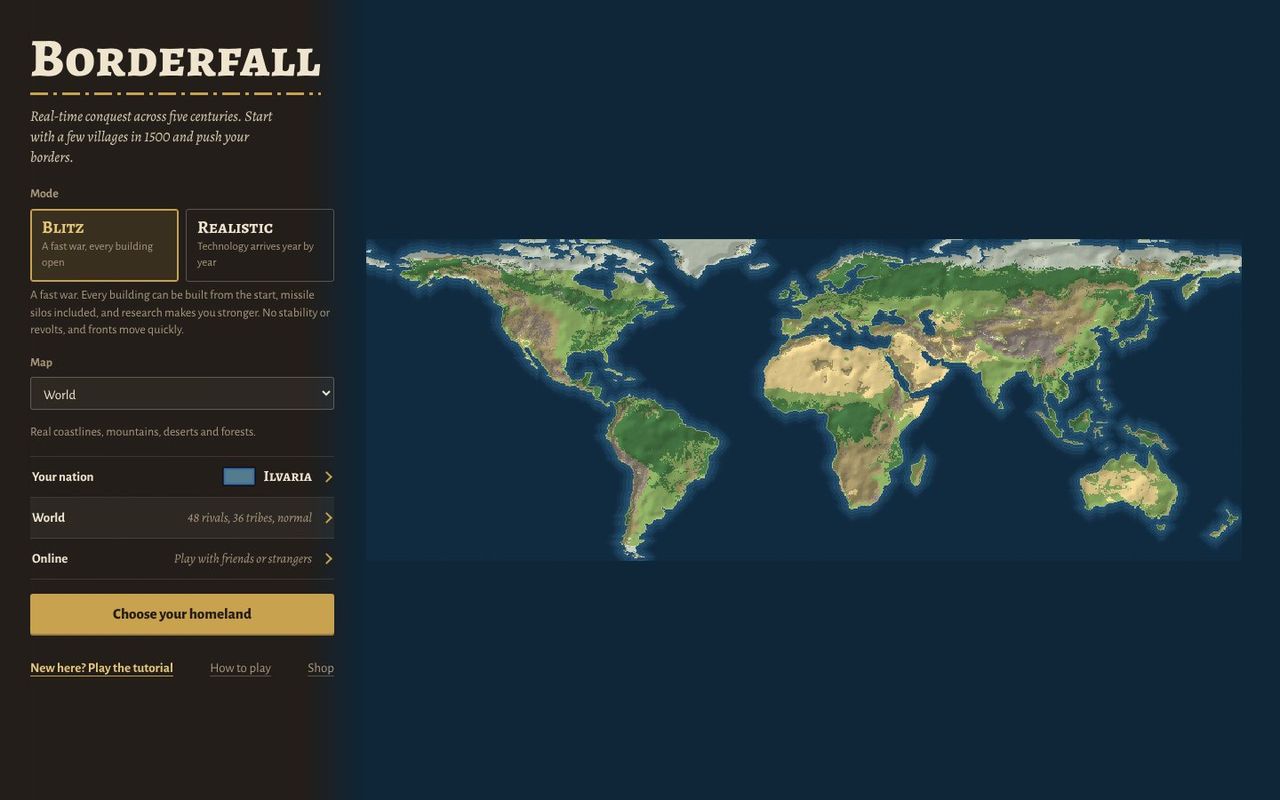 Borderfall
Real-time conquest across five centuries. Start
with a few villages in 1500 and push your
borders.
Mode
Blitz
A fast war, every building
open
Realistic
Technology arrives year by
year
A fast war. Every building can be built from the start, missile
silos included, and research makes you stronger. No stability or
revolts, and fronts move quickly.
Map
World
Real coastlines, mountains, deserts and forests.
Your nation Ilvaria
World 48 rivals, 36 tribes, normal
Online Play with friends or strangers
Choose your homeland
New here? Play the tutorial How to play Shop